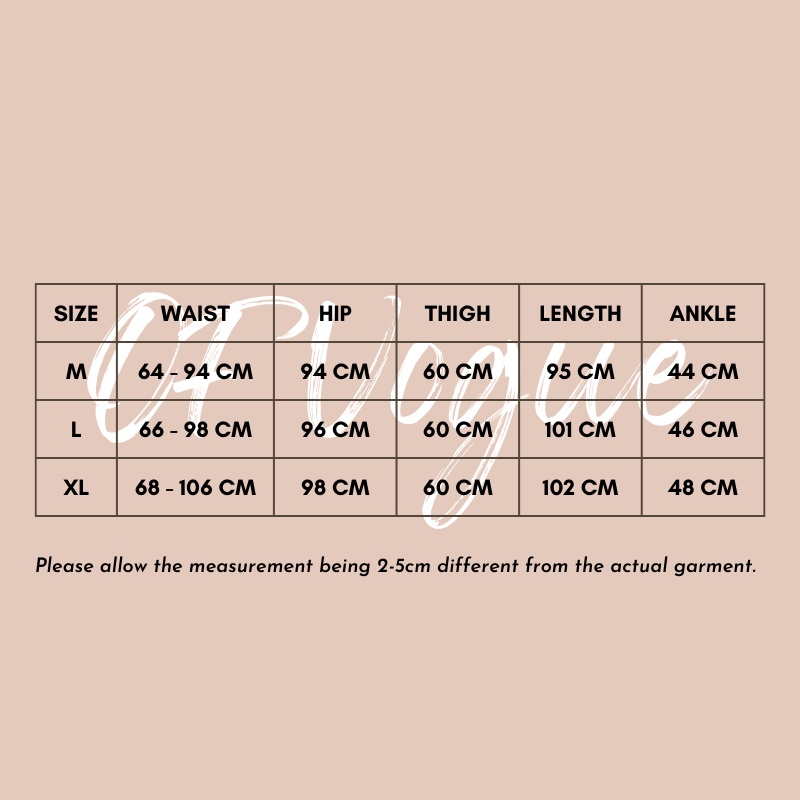 OF Vogue
SIZE WAIST HIP THIGH LENGTH ANKLE
M 64 - 94 CM 94 CM 60 CM 95 CM 44 CM
L 66 - 98 CM 96 CM 60 CM 101 CM 46 CM
XL 68 - 106 CM 98 CM 60 CM 102 CM 48 CM
Please allow the measurement being 2-5cm different from the actual garment.